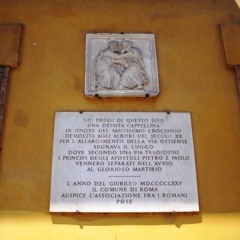 NEI PRESSI DI QUESTO SITO
UNA DEVOTA CAPPELLINA
IN ONORE DEL SANTISSIMO CROCIFISSO
DEMOLITA AGLI ALBORI DEL SECOLO XX
PER L'ALLARGAMENTO DELLA VIA OSTIENSE
SEGNAVA IL LUOGO
DOVE SECONDO UNA PIA TRADIZIONE
I PRINCIPI DEGLI APOSTOLI PIETRO E PAOLO
VENNERO SEPARATI NELL'AVVIO
AL GLORIOSO MARTIRIO
L'ANNO DEL GIUBILEO MDCCCCLXXV
IL COMUNE DI ROMA
AUSPICE L'ASSOCIAZIONE FRA I ROMANI
POSE